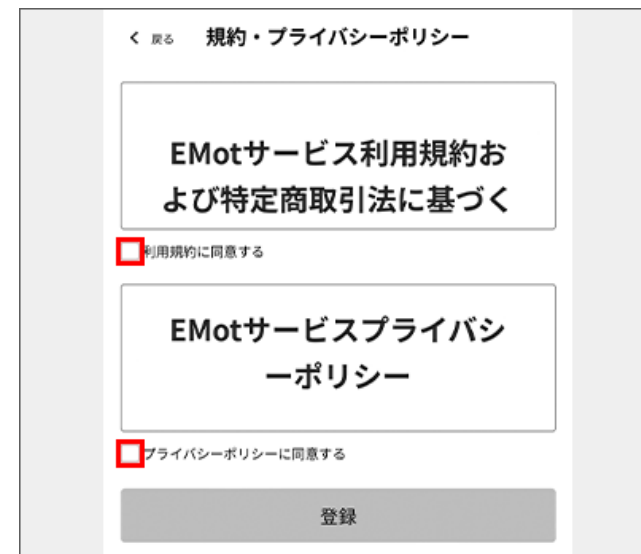 戻る 規約・プライバシーポリシー
EMotサービス利用規約お
よび特定商取引法に基づく
利用規約に同意する
EMotサービスプライバシ
ーポリシー
プライバシーポリシーに同意する
登録